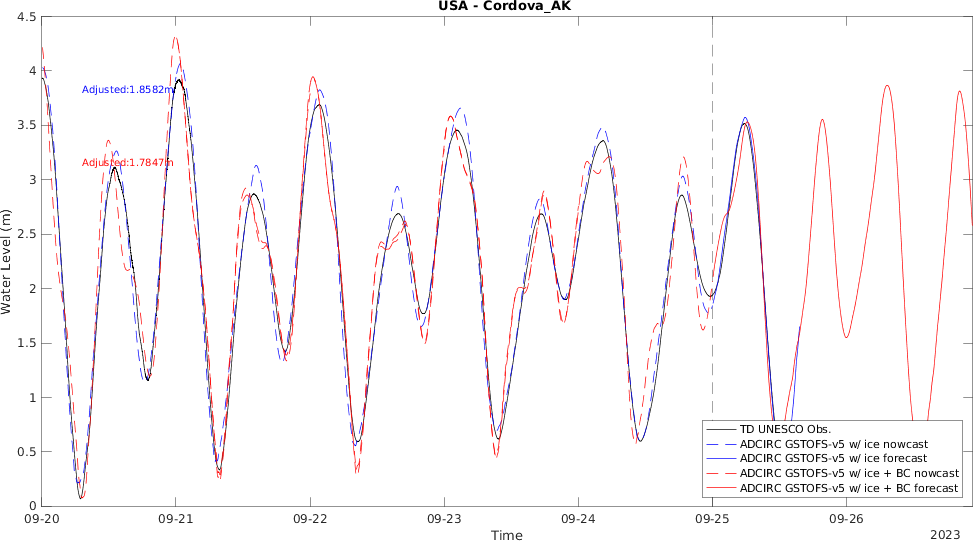 USA - Cordova_AK
4.5
4
3.5
3
2.5
2
1.5
1
0.5
0
Water Level (m)
Adjusted:1.8582m
Adjusted:1.7847m
TD UNESCO Obs.
ADCIRC GSTOFS-v5 w/ ice nowcast
ADCIRC GSTOFS-v5 w/ ice forecast
ADCIRC GSTOFS-v5 w/ ice + BC nowcast
ADCIRC GSTOFS-v5 w/ ice + BC forecast
09-20 09-21 09-22 09-23 09-24 09-25 09-26
Time
2023